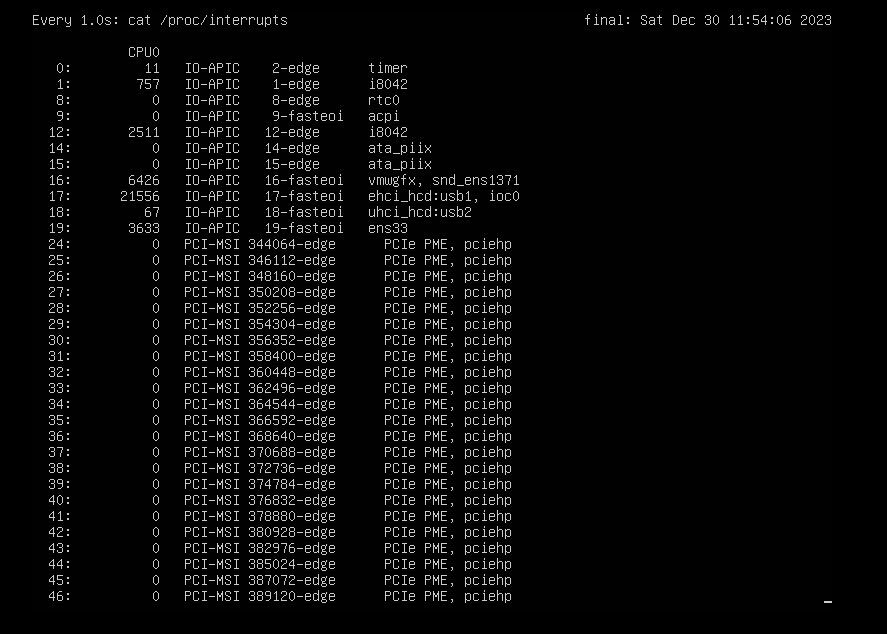 Every 1.0s: cat /proc/interrupts final: Sat Dec 30 11:54:06 2023
CPU0
0: 11 IO-APIC 2-edge timer
1: 757 IO-APIC 1-edge i8042
8: 0 IO-APIC 8-edge rtc0
9: 0 IO-APIC 9-fasteoi acpi
12: 2511 IO-APIC 12-edge i8042
14: 0 IO-APIC 14-edge ata_piix
15: 0 IO-APIC 15-edge ata_piix
16: 6426 IO-APIC 16-fasteoi vmwgfx, snd_ens1371
17: 21556 IO-APIC 17-fasteoi ehci_hcd:usb1, ioc0
18: 67 IO-APIC 18-fasteoi uhci_hcd:usb2
19: 3633 IO-APIC 19-fasteoi ens33
24: 0 PCI-MSI 344064-edge PCIe PME, pciehp
25: 0 PCI-MSI 346112-edge PCIe PME, pciehp
26: 0 PCI-MSI 348160-edge PCIe PME, pciehp
27: 0 PCI-MSI 350208-edge PCIe PME, pciehp
28: 0 PCI-MSI 352256-edge PCIe PME, pciehp
29: 0 PCI-MSI 354304-edge PCIe PME, pciehp
30: 0 PCI-MSI 356352-edge PCIe PME, pciehp
31: 0 PCI-MSI 358400-edge PCIe PME, pciehp
32: 0 PCI-MSI 360448-edge PCIe PME, pciehp
33: 0 PCI-MSI 362496-edge PCIe PME, pciehp
34: 0 PCI-MSI 364544-edge PCIe PME, pciehp
35: 0 PCI-MSI 366592-edge PCIe PME, pciehp
36: 0 PCI-MSI 368640-edge PCIe PME, pciehp
37: 0 PCI-MSI 370688-edge PCIe PME, pciehp
38: 0 PCI-MSI 372736-edge PCIe PME, pciehp
39: 0 PCI-MSI 374784-edge PCIe PME, pciehp
40: 0 PCI-MSI 376832-edge PCIe PME, pciehp
41: 0 PCI-MSI 378880-edge PCIe PME, pciehp
42: 0 PCI-MSI 380928-edge PCIe PME, pciehp
43: 0 PCI-MSI 382976-edge PCIe PME, pciehp
44: 0 PCI-MSI 385024-edge PCIe PME, pciehp
45: 0 PCI-MSI 387072-edge PCIe PME, pciehp
46: 0 PCI-MSI 389120-edge PCIe PME, pciehp